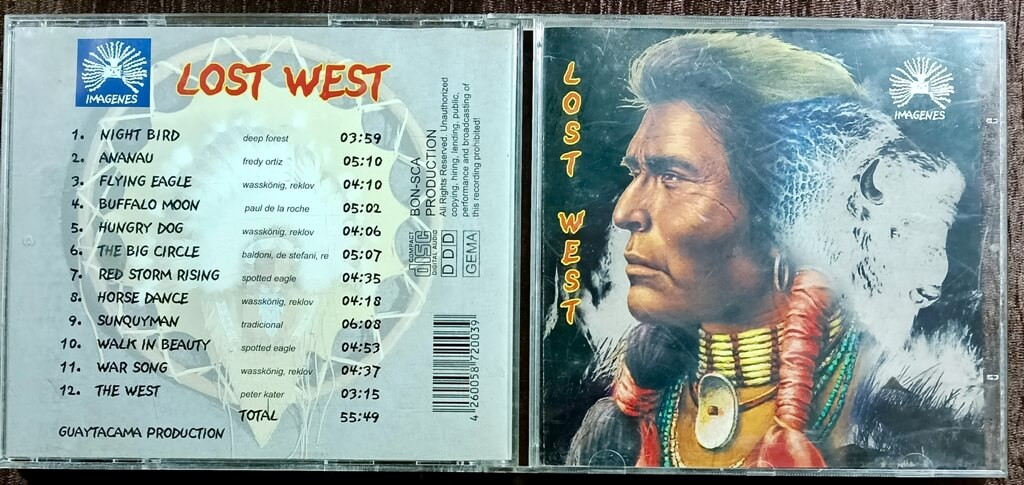 IMAGENES
LOST WEST
1. NIGHT BIRD deep forest 03:59
2. ANANAU fredy ortiz 05:10
3. FLYING EAGLE wasskönig, reklov 04:10
4. BUFFALO MOON paul de la roche 05:02
5. HUNGRY DOG wasskönig, reklov 04:06
6. THE BIG CIRCLE baldoni, de stefani, re 05:07
7. RED STORM RISING spotted eagle 04:35
8. HORSE DANCE wasskönig, reklov 04:18
9. SUNQUYMAN tradicional 06:08
10. WALK IN BEAUTY spotted eagle 04:53
11. WAR SONG wasskönig, reklov 04:37
12. THE WEST peter kater 03:15
TOTAL 55:49
GUAYTACAMA PRODUCTION
BON-SCA
PRODUCTION
All Rights Reserved. Unauthorized
copying, hiring, lending, public,
performance and broadcasting of
this recording prohibited!
COMPACT
disc
DIGITAL AUDIO
DDD
GEMA
4 260058 720039
LOST WEST
IMAGENES